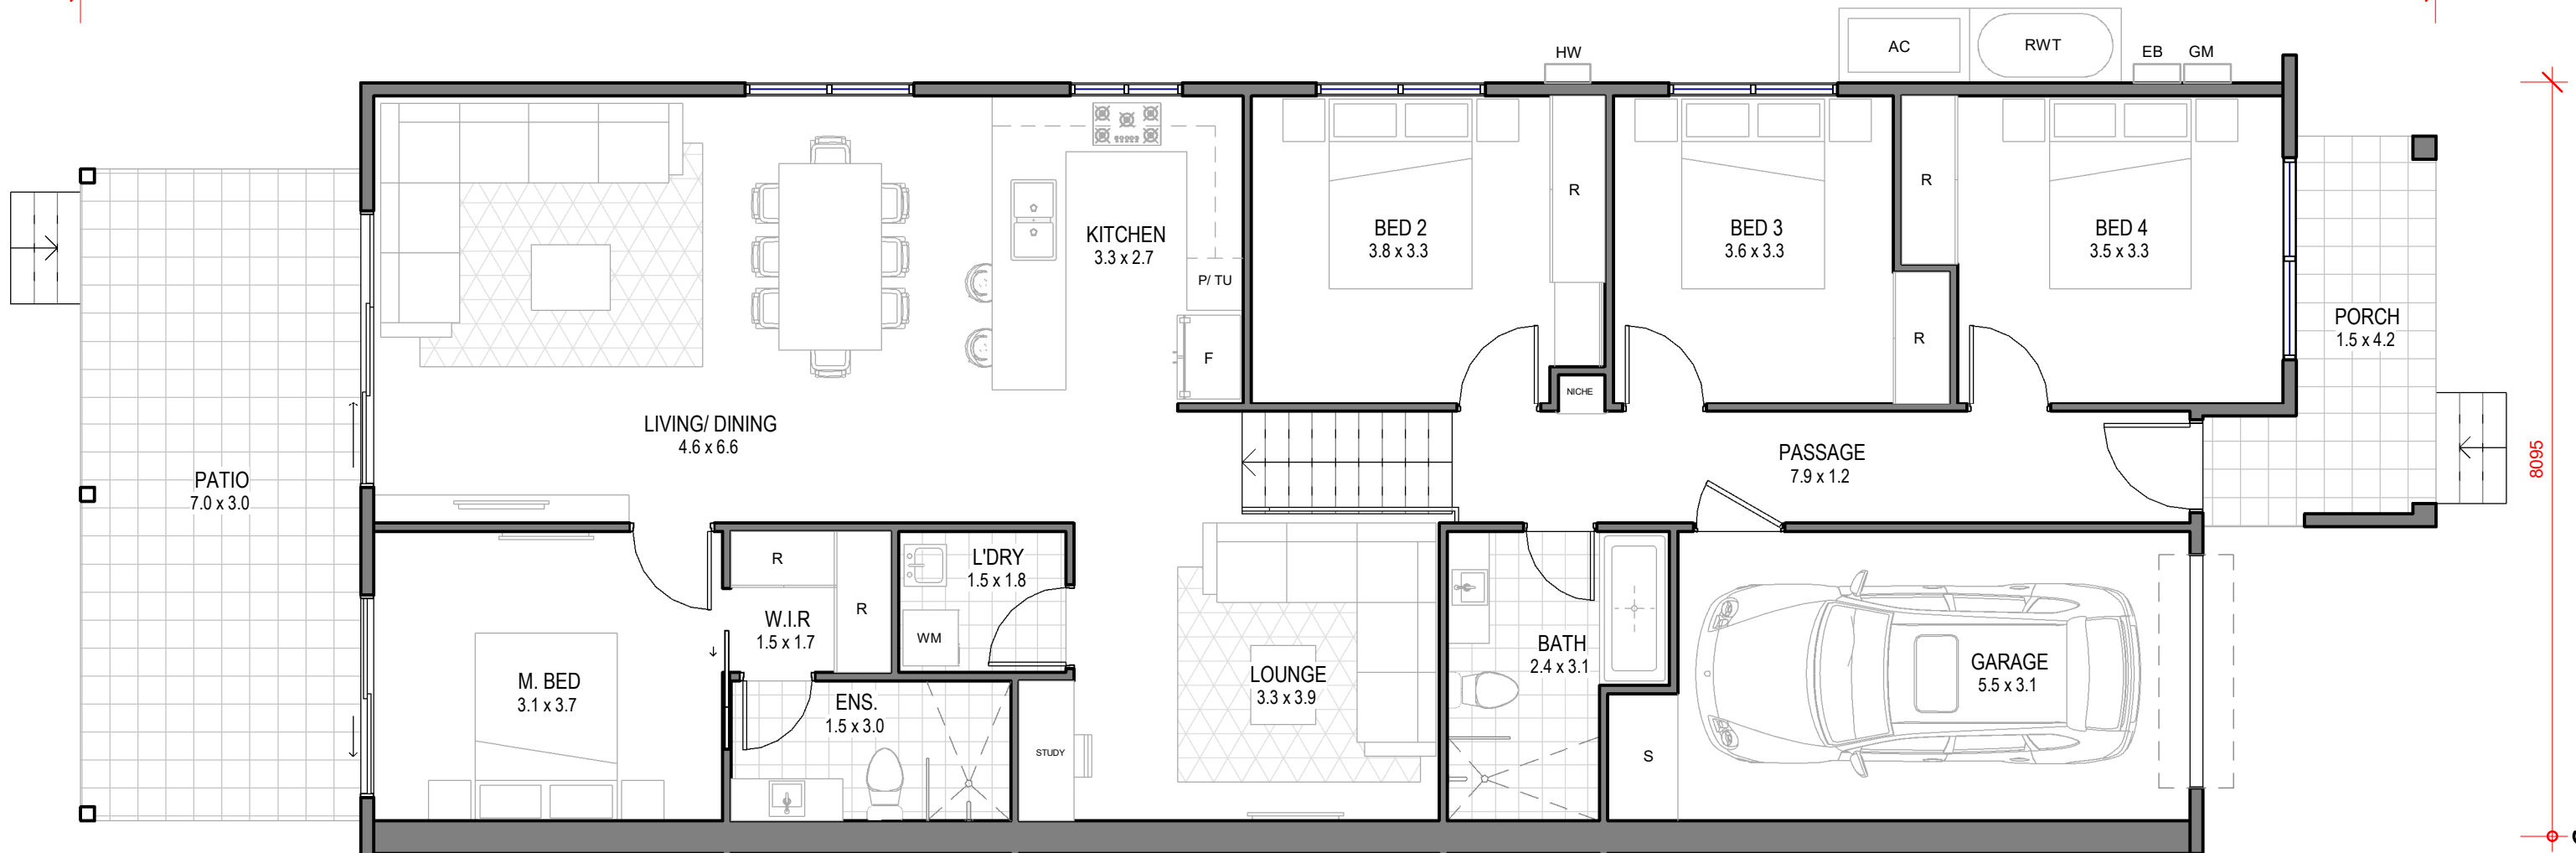 HW
AC
RWT
EB
GM
BED 2
3.8 x 3.3
R
BED 3
3.6 x 3.3
R
R
BED 4
3.5 x 3.3
KITCHEN
3.3 x 2.7
P/ TU
F
NICHE
PORCH
1.5 x 4.2
LIVING/ DINING
4.6 x 6.6
PATIO
7.0 x 3.0
PASSAGE
7.9 x 1.2
8095
R
R
W.I.R
1.5 x 1.7
L'DRY
1.5 x 1.8
WM
M. BED
3.1 x 3.7
ENS.
1.5 x 3.0
STUDY
LOUNGE
3.3 x 3.9
BATH
2.4 x 3.1
S
GARAGE
5.5 x 3.1